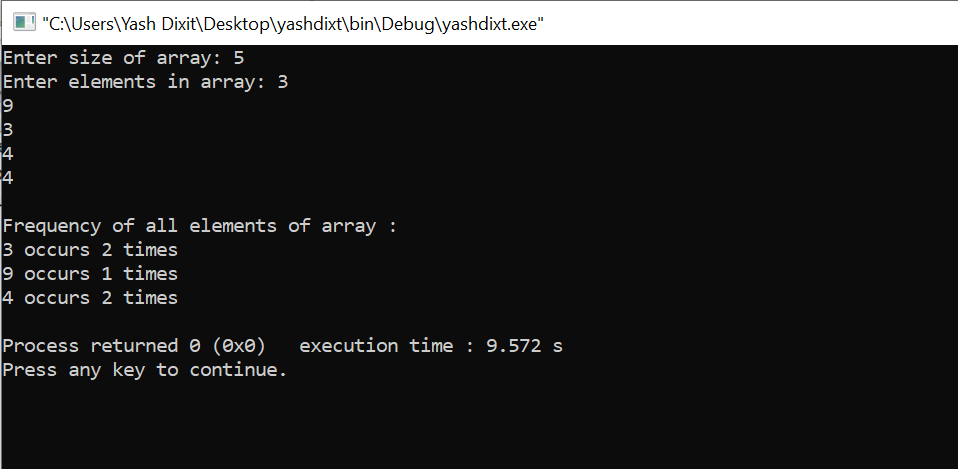 "C:\Users\Yash Dixit\Desktop\yashdixt\bin\Debug\yashdixt.exe"
Enter size of array: 5
Enter elements in array: 3
9
3
4
4
Frequency of all elements of array :
3 occurs 2 times
9 occurs 1 times
4 occurs 2 times
Process returned 0 (0x0)   execution time : 9.572 s
Press any key to continue.